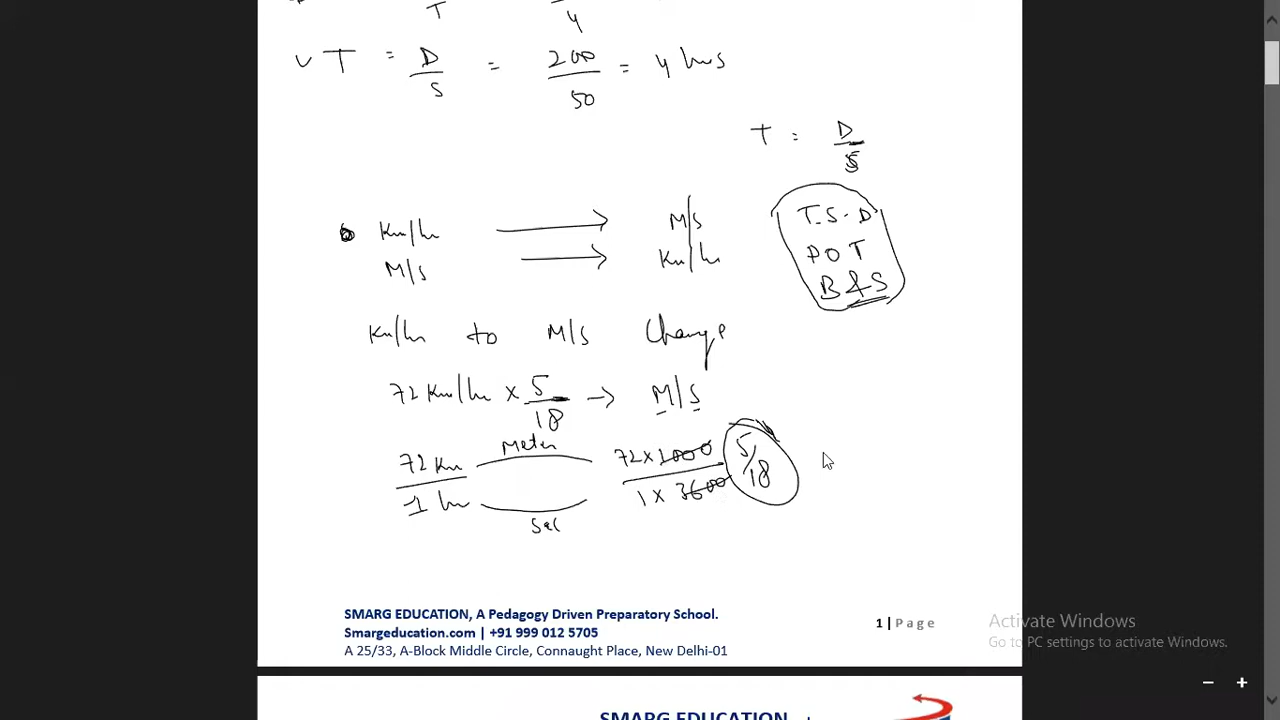 T 4
✓ T = D/S = 200/50 = 4 hrs
T = D/S
Km/hr → M/S
M/S → Km/hr
T.S.D
POT
B&S
Km/hr to M/S Change
72 Km/hr × 5/18 → M/S
72 Km Meter 72 × 1000 5/18
1 hr Sec 1 × 3600
SMARG EDUCATION, A Pedagogy Driven Preparatory School.
Smargeducation.com | +91 999 012 5705
1 | Page
A 25/33, A-Block Middle Circle, Connaught Place, New Delhi-01
Activate Windows
Go to PC settings to activate Windows.
SMARG EDUCATION